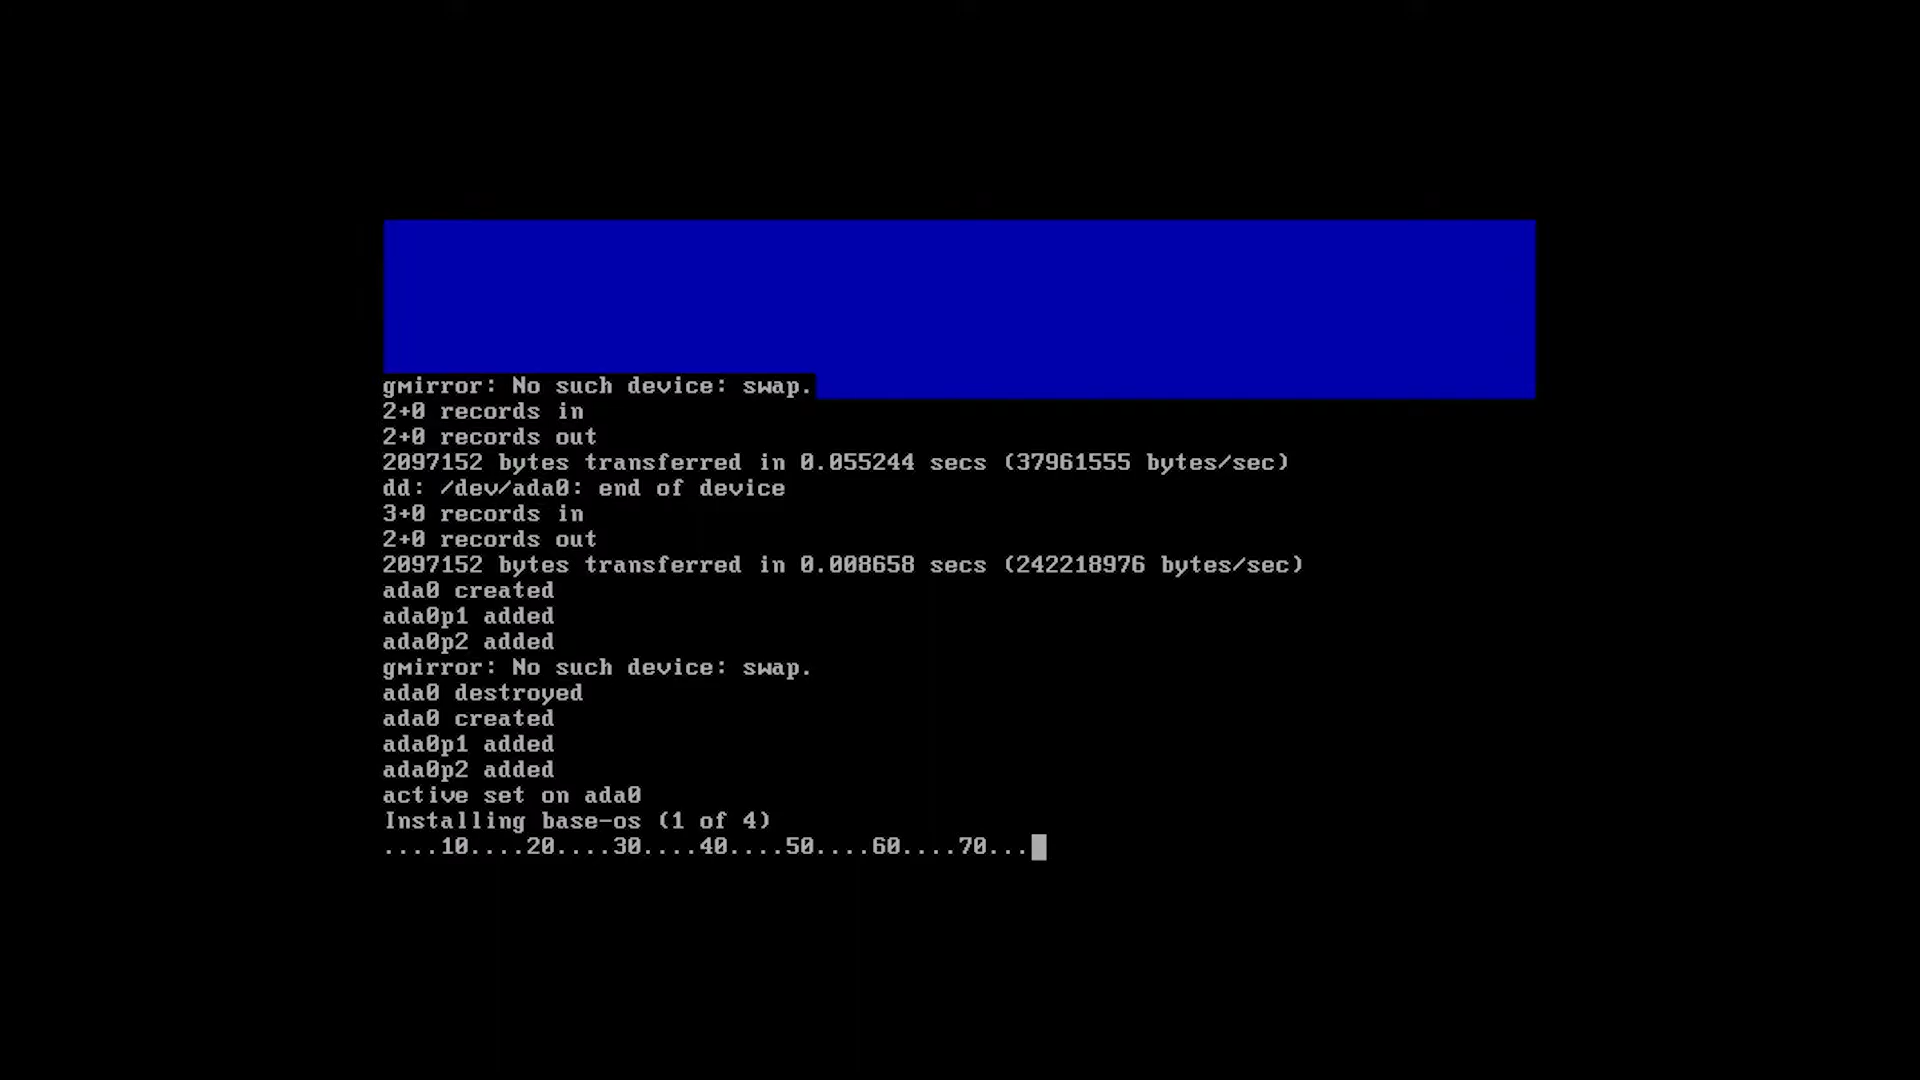 gmirror: No such device: swap.
2+0 records in
2+0 records out
2097152 bytes transferred in 0.055244 secs (37961555 bytes/sec)
dd: /dev/ada0: end of device
3+0 records in
2+0 records out
2097152 bytes transferred in 0.008658 secs (242218976 bytes/sec)
ada0 created
ada0p1 added
ada0p2 added
gmirror: No such device: swap.
ada0 destroyed
ada0 created
ada0p1 added
ada0p2 added
active set on ada0
Installing base-os (1 of 4)
....10....20....30....40....50....60....70...